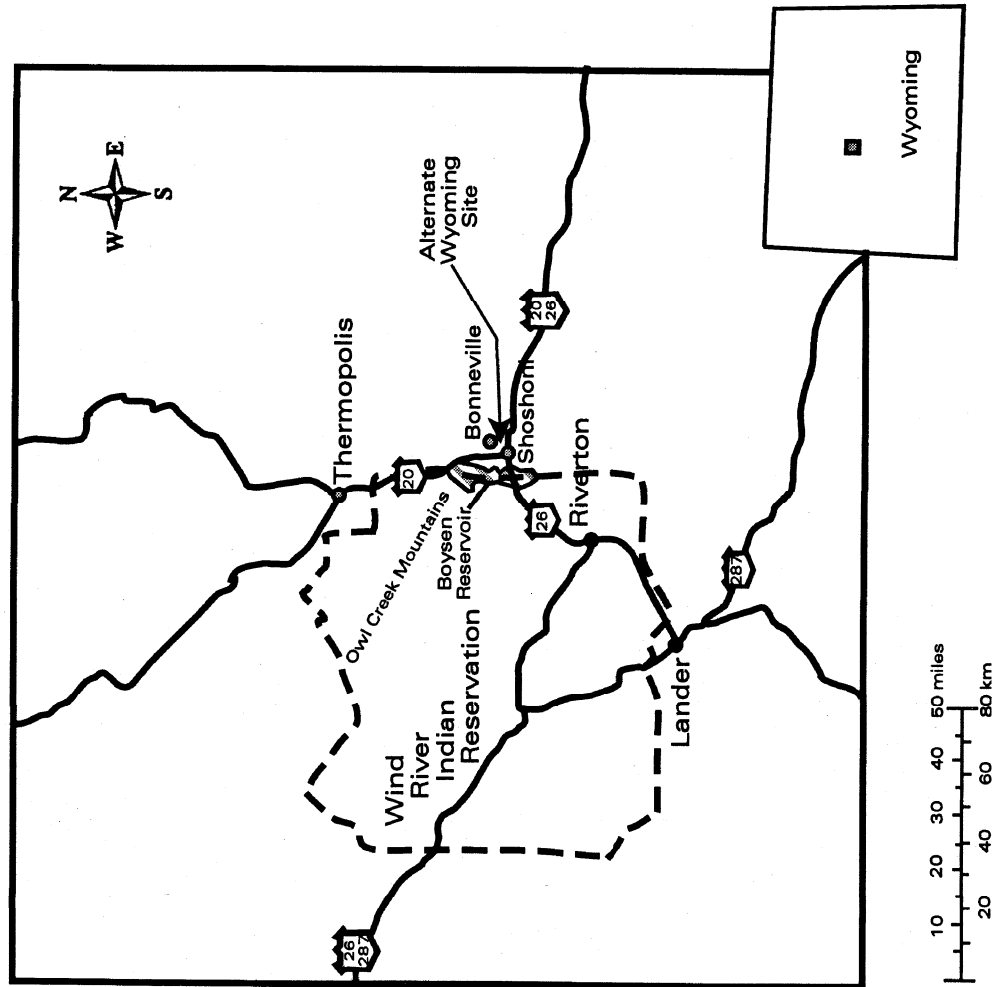 N
W
E
S
Thermopolis
20
Owl Creek Mountains
Boysen
Reservoir
Bonneville
Alternate
Wyoming
Site
20
26
Shoshoni
26
Riverton
Wind
River
Indian
Reservation
26
287
Lander
287
Wyoming
10
20
30
40
50 miles
20
40
60
80 km